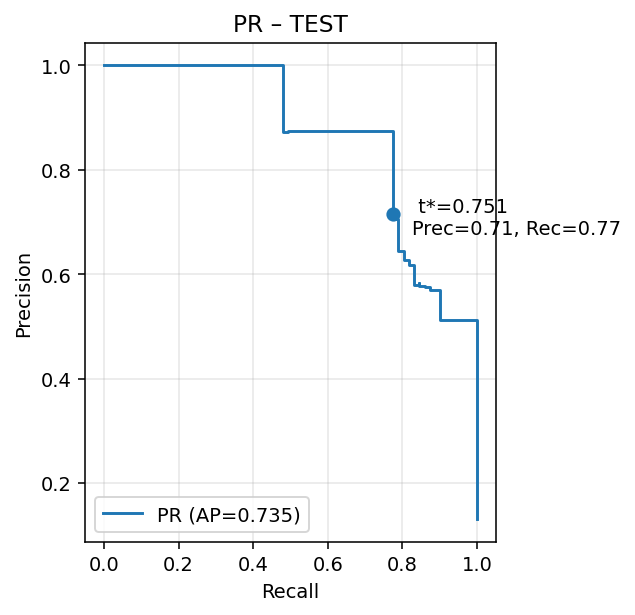 PR – TEST
Precision
1.0
0.8
0.6
0.4
0.2
t*=0.751
Prec=0.71, Rec=0.77
PR (AP=0.735)
0.0 0.2 0.4 0.6 0.8 1.0
Recall